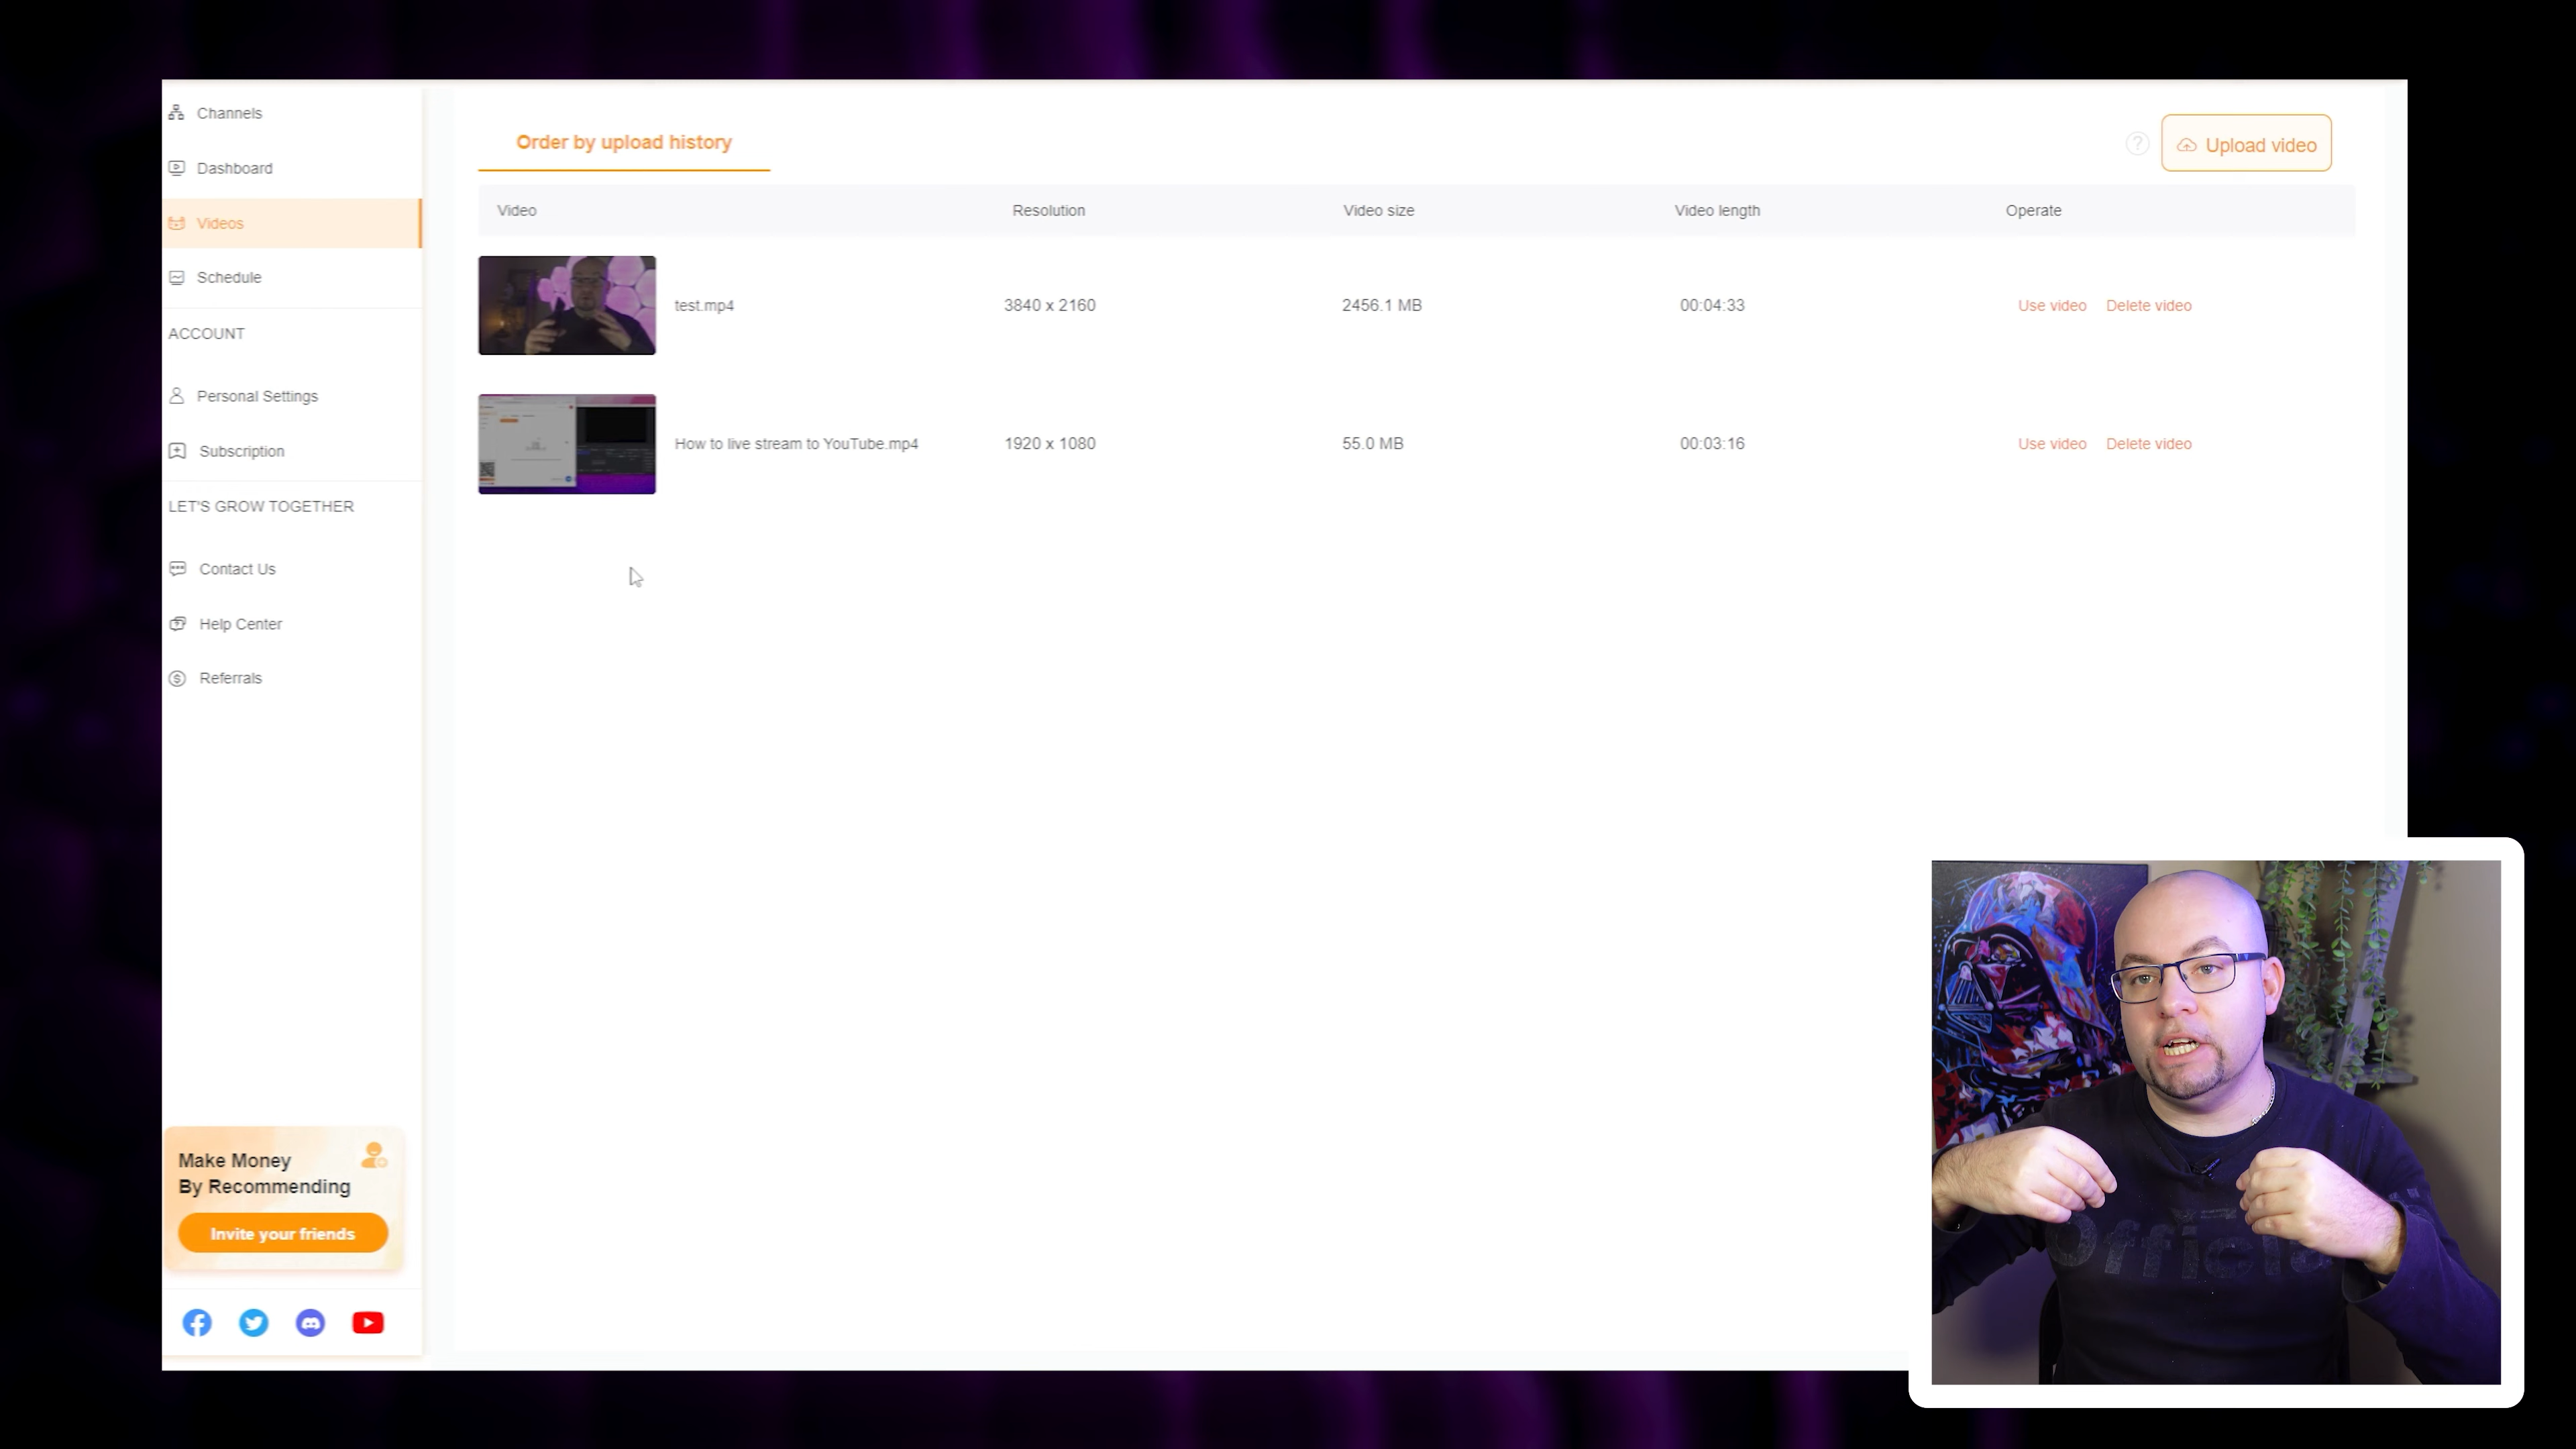 Channels
Dashboard
Videos
Schedule
ACCOUNT
Personal Settings
Subscription
LET'S GROW TOGETHER
Contact Us
Help Center
Referrals
Make Money
By Recommending
Invite your friends
Order by upload history
? Upload video
Video Resolution Video size Video length Operate
test.mp4 3840 x 2160 2456.1 MB 00:04:33 Use video Delete video
How to live stream to YouTube.mp4 1920 x 1080 55.0 MB 00:03:16 Use video Delete video